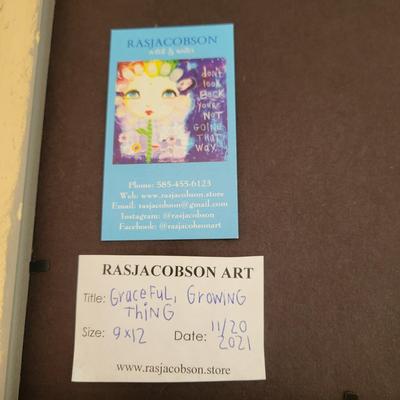 RASJACOBSON
artist & writer
don't
look
Back
you're
NOT
GOING
THAT
WAY.
Phone: 585-455-6123
Web: www.rasjacobson.store
Email: rasjacobson@gmail.com
Instagram: @rasjacobson
Facebook: @rasjacobsonart
RASJACOBSON ART
Title: Graceful, Growing
Thing
Size: 9x12 Date: 11/20
2021
www.rasjacobson.store